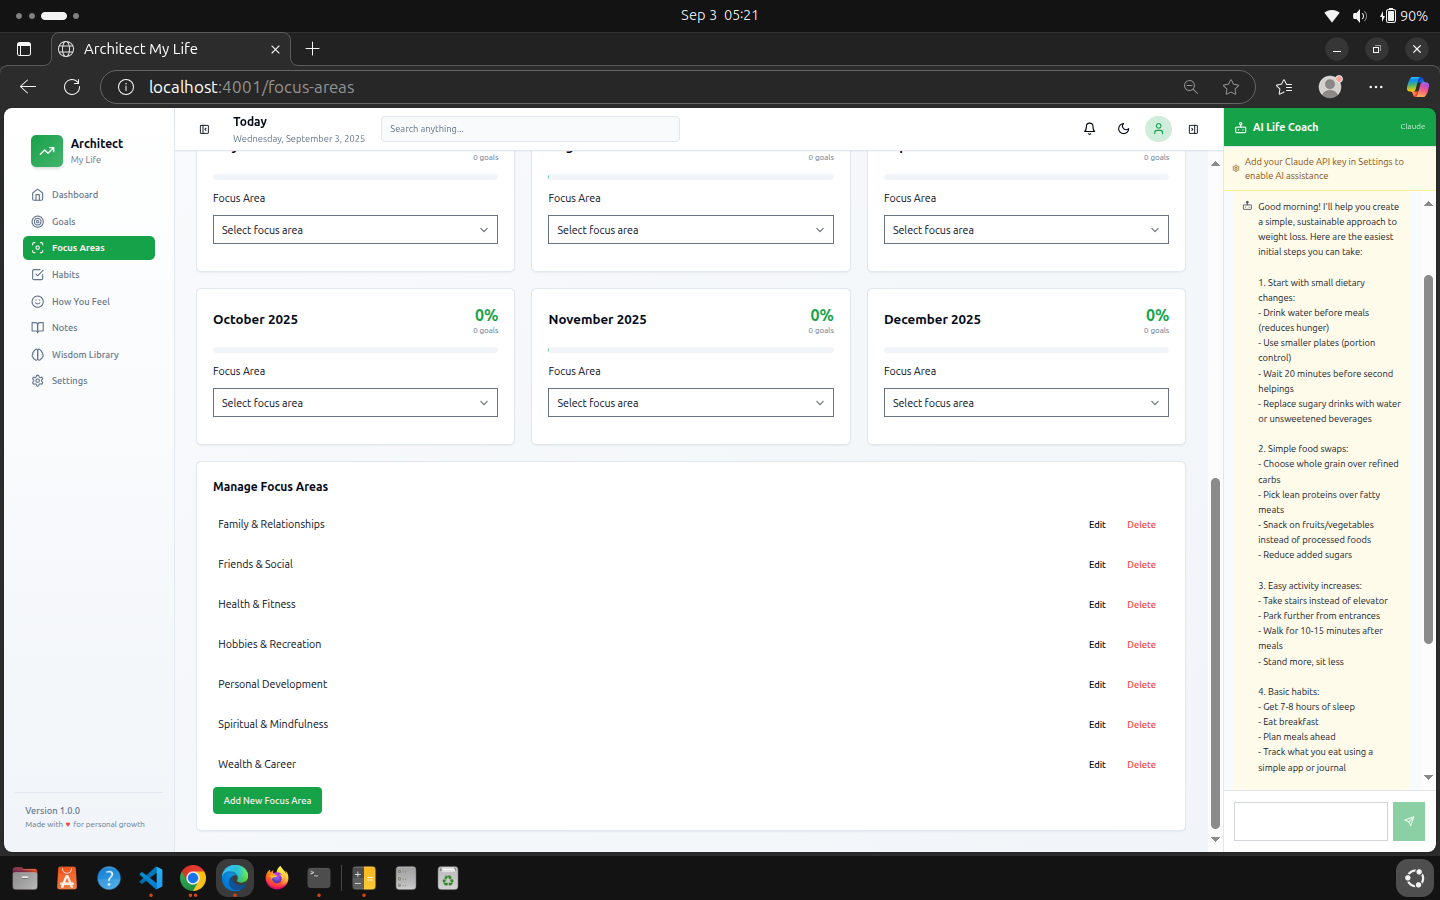 Sep 3 05:21
90%
Architect My Life
localhost:4001/focus-areas
Architect
My Life
Dashboard
Goals
Focus Areas
Habits
How You Feel
Notes
Wisdom Library
Settings
Version 1.0.0
Made with ♥ for personal growth
Today
Wednesday, September 3, 2025
Search anything...
0 goals
0 goals
0 goals
Focus Area
Focus Area
Focus Area
Select focus area
Select focus area
Select focus area
October 2025
0%
0 goals
November 2025
0%
0 goals
December 2025
0%
0 goals
Focus Area
Focus Area
Focus Area
Select focus area
Select focus area
Select focus area
Manage Focus Areas
Family & Relationships Edit Delete
Friends & Social Edit Delete
Health & Fitness Edit Delete
Hobbies & Recreation Edit Delete
Personal Development Edit Delete
Spiritual & Mindfulness Edit Delete
Wealth & Career Edit Delete
Add New Focus Area
AI Life Coach
Claude
Add your Claude API key in Settings to
enable AI assistance
Good morning! I'll help you create
a simple, sustainable approach to
weight loss. Here are the easiest
initial steps you can take:
1. Start with small dietary
changes:
- Drink water before meals
(reduces hunger)
- Use smaller plates (portion
control)
- Wait 20 minutes before second
helpings
- Replace sugary drinks with water
or unsweetened beverages
2. Simple food swaps:
- Choose whole grain over refined
carbs
- Pick lean proteins over fatty
meats
- Snack on fruits/vegetables
instead of processed foods
- Reduce added sugars
3. Easy activity increases:
- Take stairs instead of elevator
- Park further from entrances
- Walk for 10-15 minutes after
meals
- Stand more, sit less
4. Basic habits:
- Get 7-8 hours of sleep
- Eat breakfast
- Plan meals ahead
- Track what you eat using a
simple app or journal